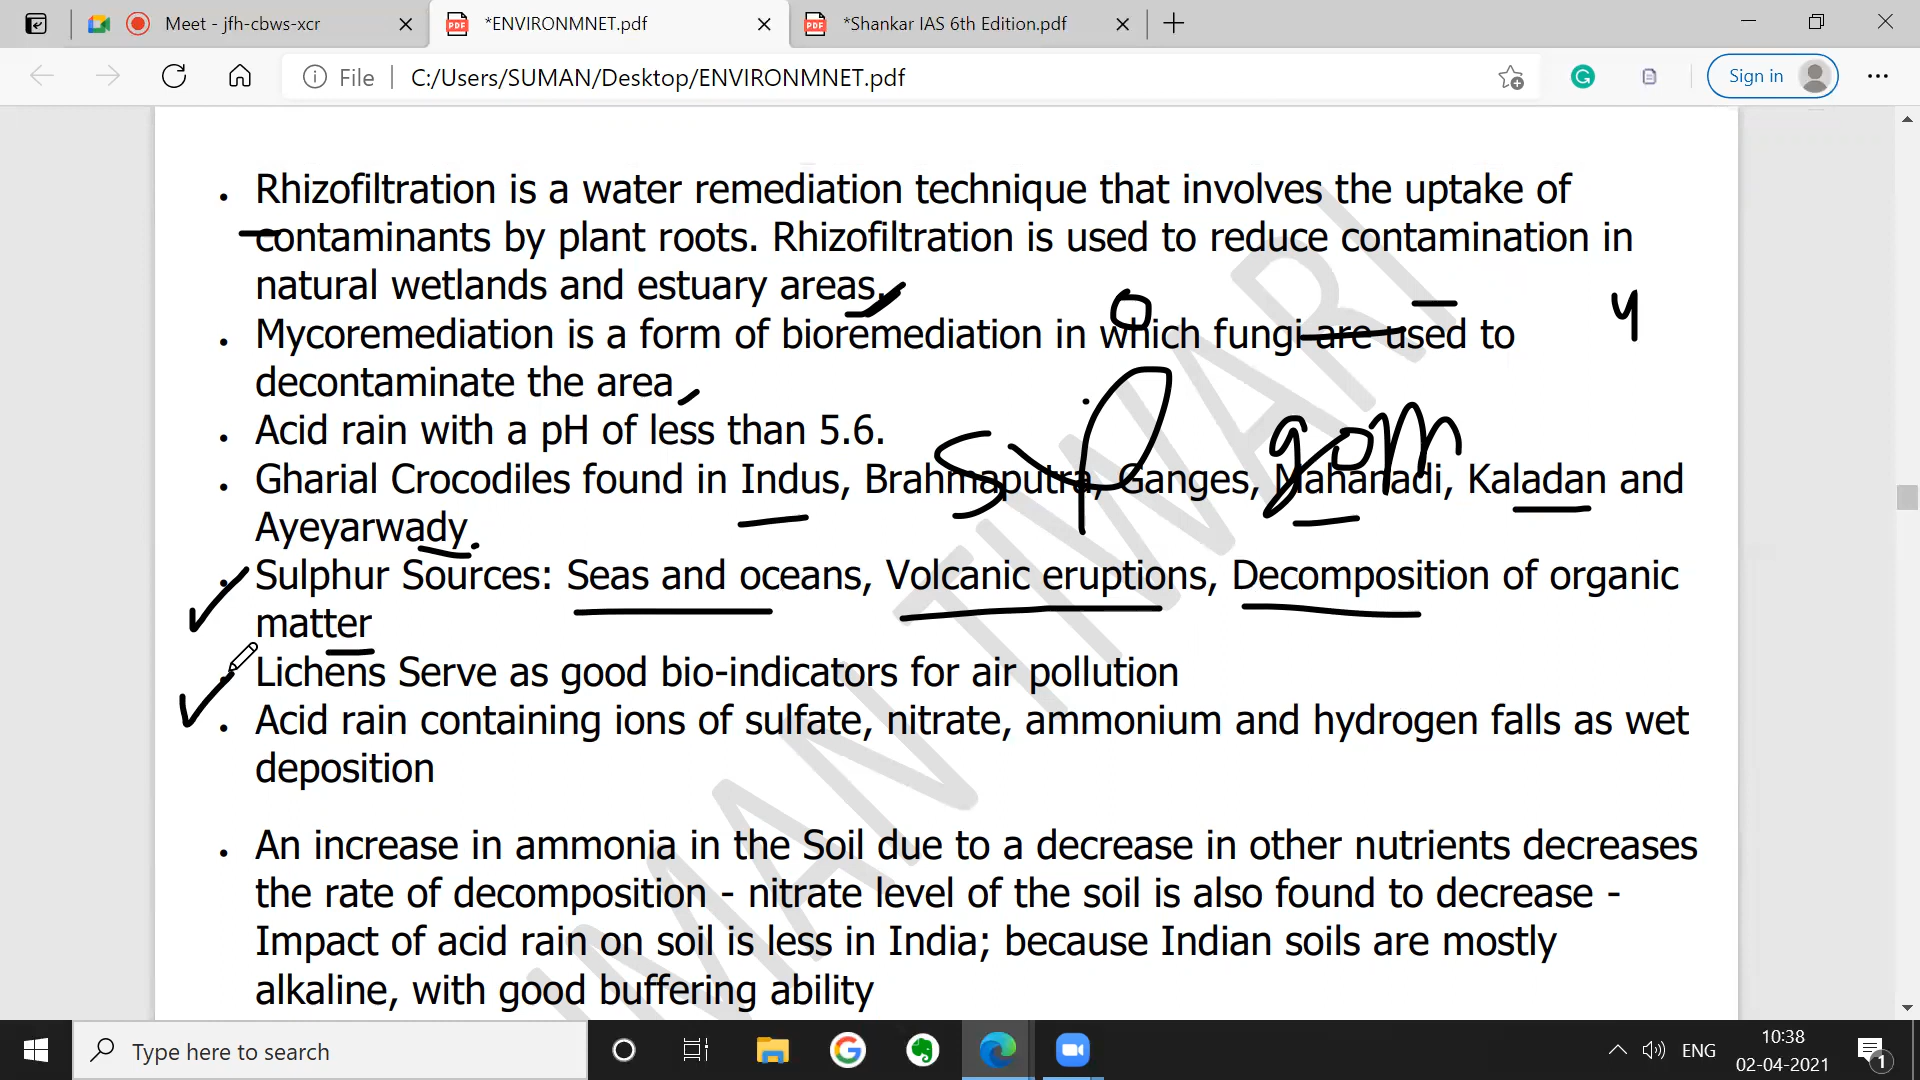 Meet - jfh-cbws-xcr
*ENVIRONMNET.pdf
*Shankar IAS 6th Edition.pdf
File
C:/Users/SUMAN/Desktop/ENVIRONMNET.pdf
Sign in
• Rhizofiltration is a water remediation technique that involves the uptake of
contaminants by plant roots. Rhizofiltration is used to reduce contamination in
natural wetlands and estuary areas.
• Mycoremediation is a form of bioremediation in which fungi are used to
decontaminate the area
• Acid rain with a pH of less than 5.6.
• Gharial Crocodiles found in Indus, Brahmaputra, Ganges, Mahanadi, Kaladan and
Ayeyarwady.
• Sulphur Sources: Seas and oceans, Volcanic eruptions, Decomposition of organic
matter
• Lichens Serve as good bio-indicators for air pollution
• Acid rain containing ions of sulfate, nitrate, ammonium and hydrogen falls as wet
deposition
• An increase in ammonia in the Soil due to a decrease in other nutrients decreases
the rate of decomposition - nitrate level of the soil is also found to decrease -
Impact of acid rain on soil is less in India; because Indian soils are mostly
alkaline, with good buffering ability
gom
MAN TIWARI
Type here to search
ENG
10:38
02-04-2021
1